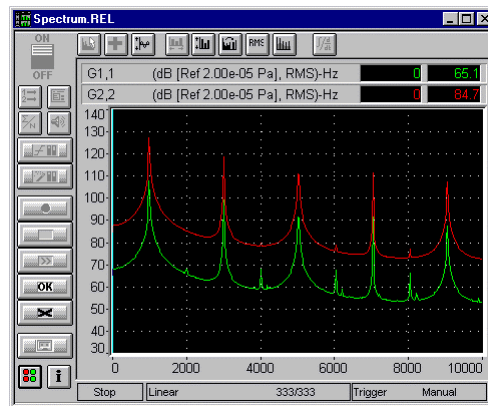 Spectrum.REL
ON
OFF
RMS
G1,1 (dB [Ref 2.00e-05 Pa], RMS)-Hz 0 65.1
G2,2 (dB [Ref 2.00e-05 Pa], RMS)-Hz 0 84.7
140
130
120
110
100
90
80
70
60
50
40
30
0 2000 4000 6000 8000 10000
Σ/N
OK
i
Stop Linear 333/333 Trigger Manual